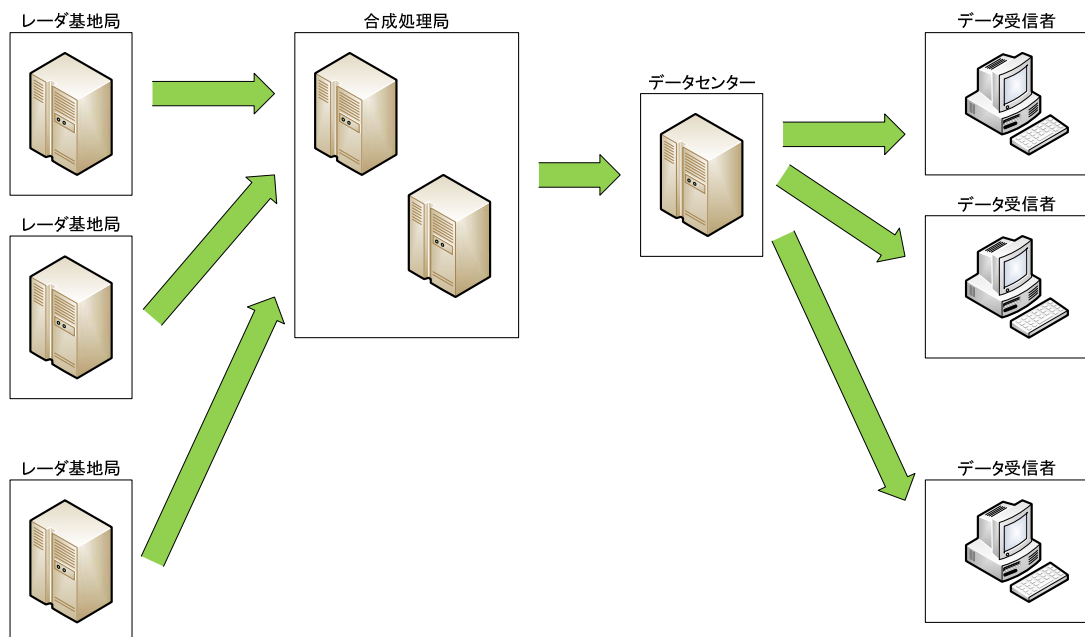 レーダ基地局
合成処理局
データセンター
データ受信者
レーダ基地局
データ受信者
レーダ基地局
データ受信者